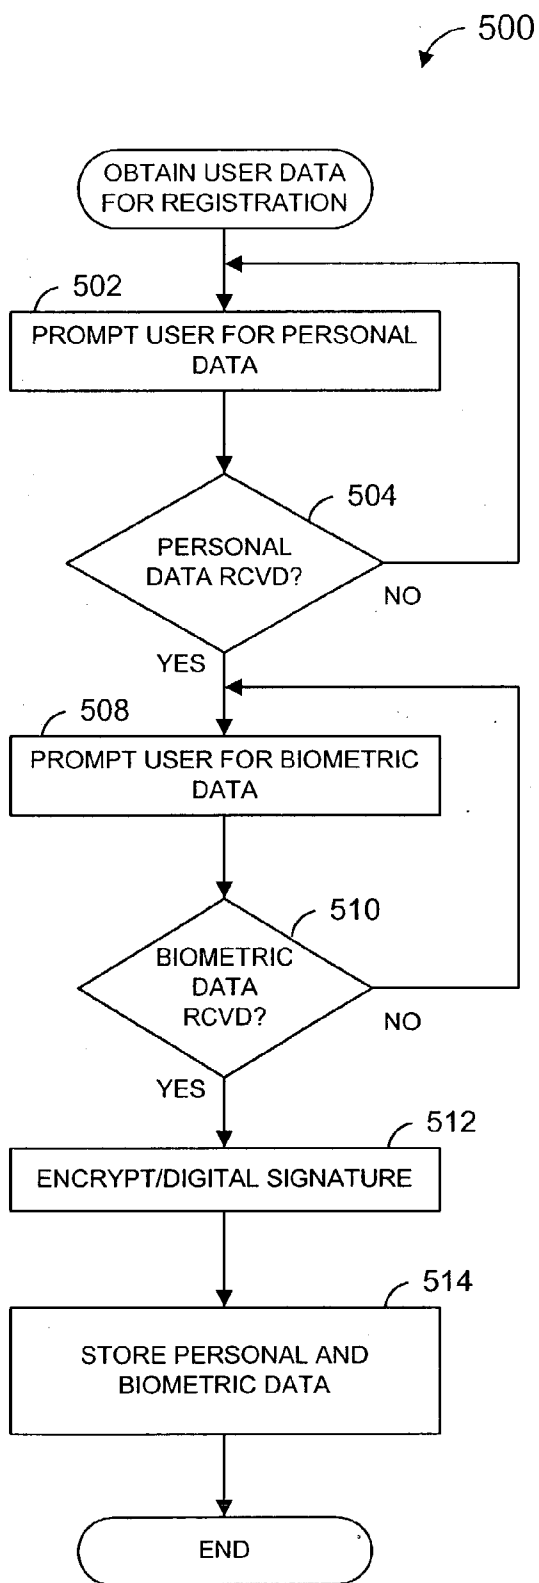 500
OBTAIN USER DATA
FOR REGISTRATION
502
PROMPT USER FOR PERSONAL
DATA
504
PERSONAL
DATA RCVD?
NO
YES
508
PROMPT USER FOR BIOMETRIC
DATA
510
BIOMETRIC
DATA
RCVD?
NO
YES
512
ENCRYPT/DIGITAL SIGNATURE
514
STORE PERSONAL AND
BIOMETRIC DATA
END